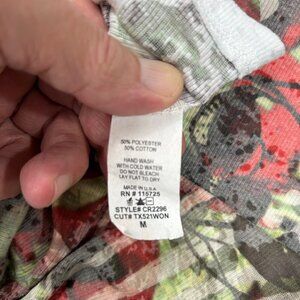 50% POLYESTER
50% COTTON
HAND WASH
WITH COLD WATER
DO NOT BLEACH
LAY FLAT TO DRY
MADE IN U.S.A.
RN # 115725
STYLE# CR2296
CUT# TX521WON
M